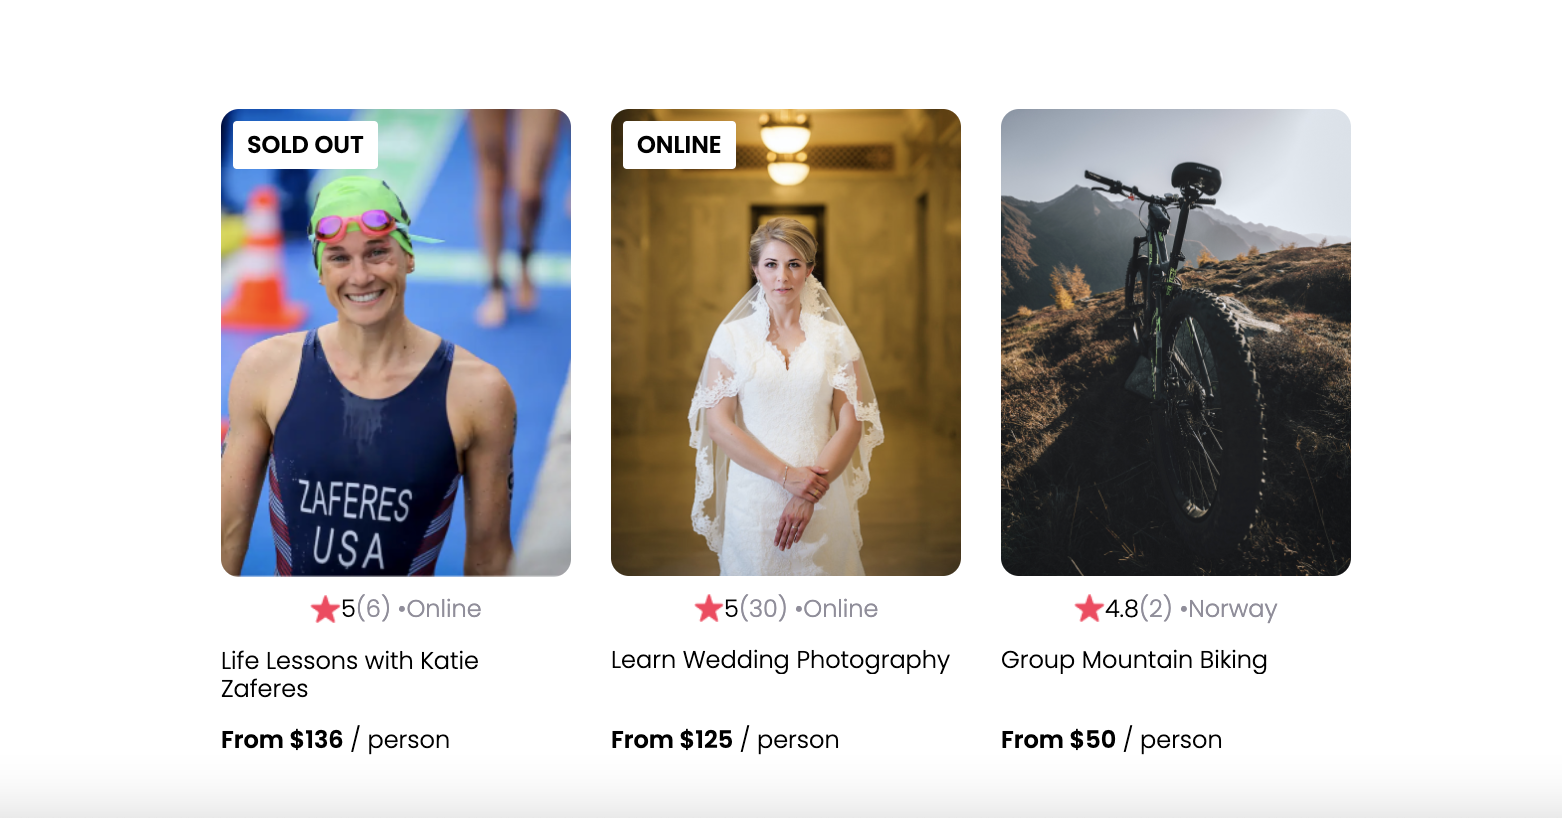 SOLD OUT
ZAFERES
USA
5(6) •Online
Life Lessons with Katie
Zaferes
From $136 / person
ONLINE
5(30) •Online
Learn Wedding Photography
From $125 / person
4.8(2) •Norway
Group Mountain Biking
From $50 / person